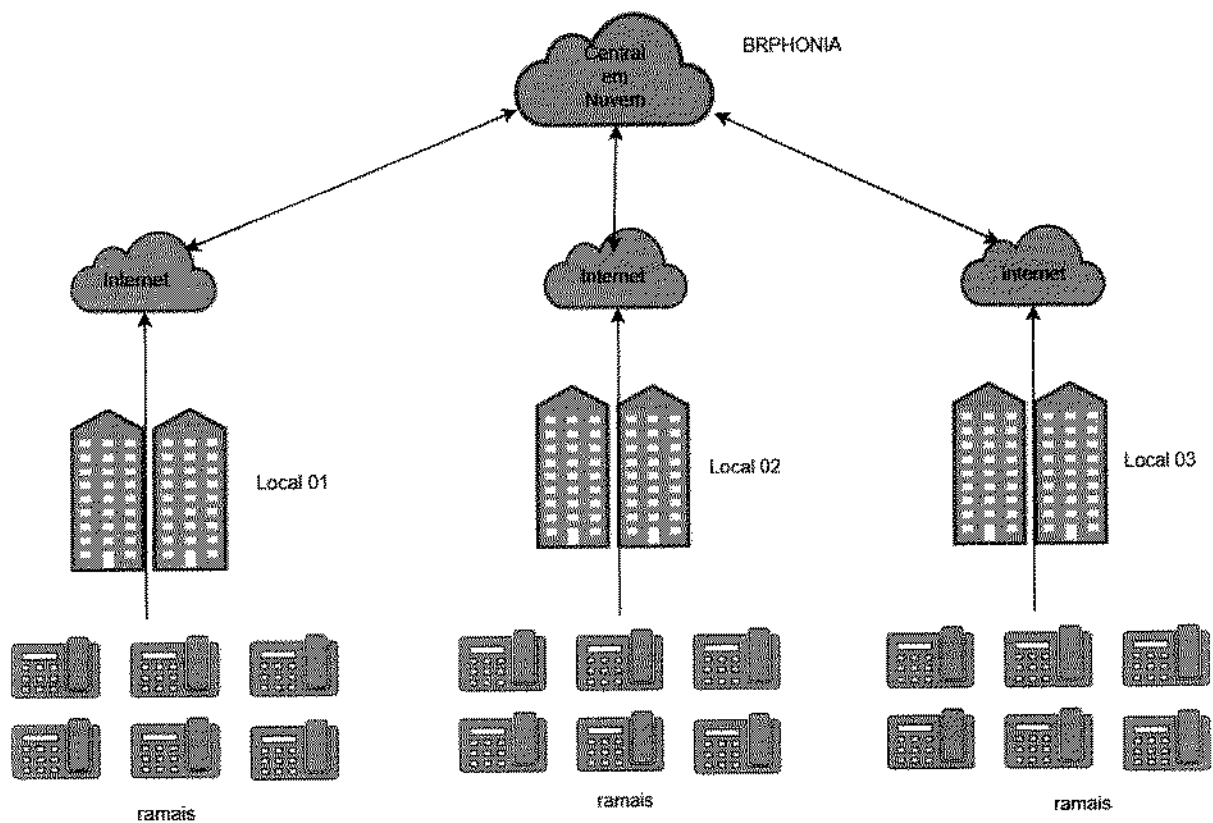 BRPHONIA
Central
em
Nuvem
Internet
Internet
Internet
Local 01
Local 02
Local 03
ramais
ramais
ramais